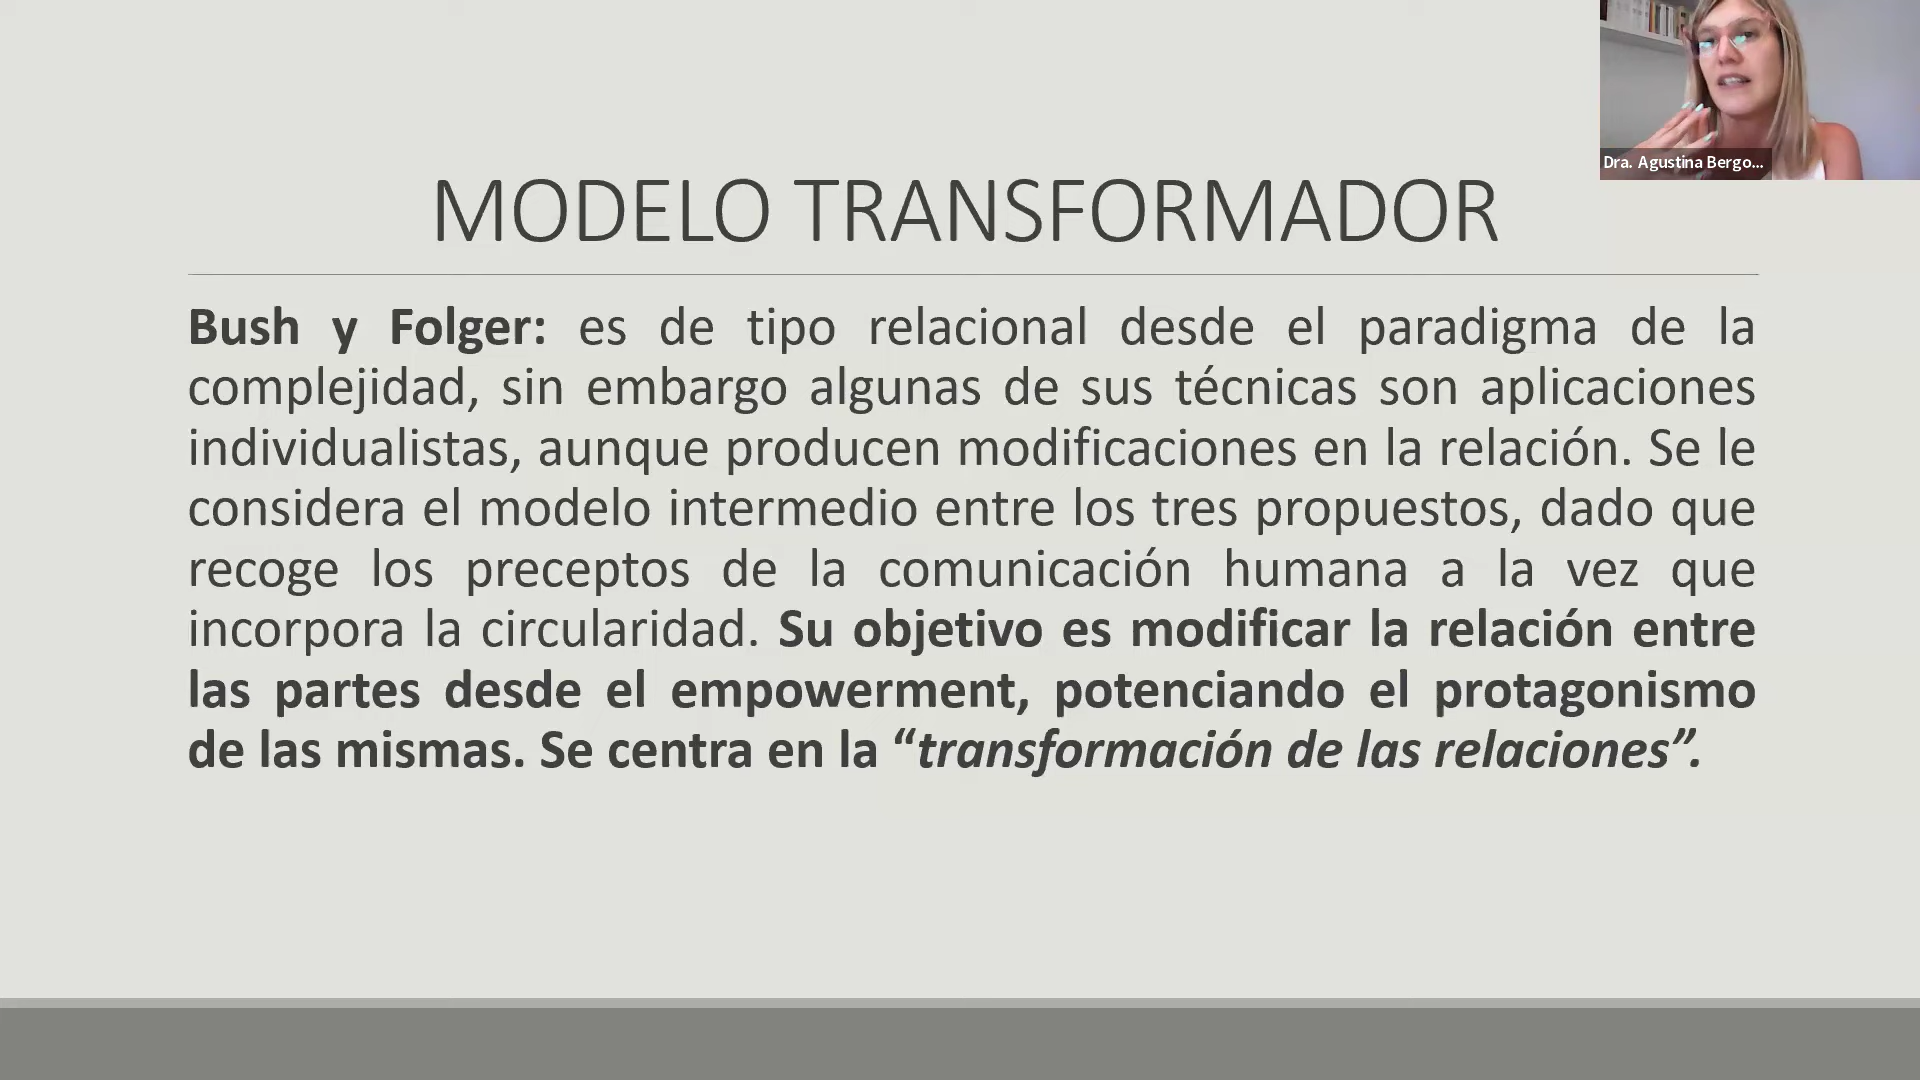 Dra. Agustina Bergo...
MODELO TRANSFORMADOR
Bush y Folger: es de tipo relacional desde el paradigma de la
complejidad, sin embargo algunas de sus técnicas son aplicaciones
individualistas, aunque producen modificaciones en la relación. Se le
considera el modelo intermedio entre los tres propuestos, dado que
recoge los preceptos de la comunicación humana a la vez que
incorpora la circularidad. Su objetivo es modificar la relación entre
las partes desde el empowerment, potenciando el protagonismo
de las mismas. Se centra en la “transformación de las relaciones”.